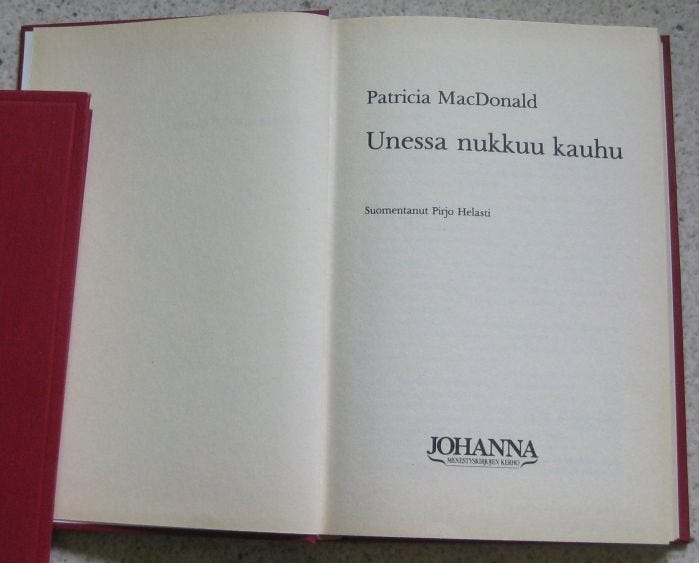 Patricia MacDonald
Unessa nukkuu kauhu
Suomentanut Pirjo Helasti
JOHANNA
MENESTYSKIRJOJEN KERHO